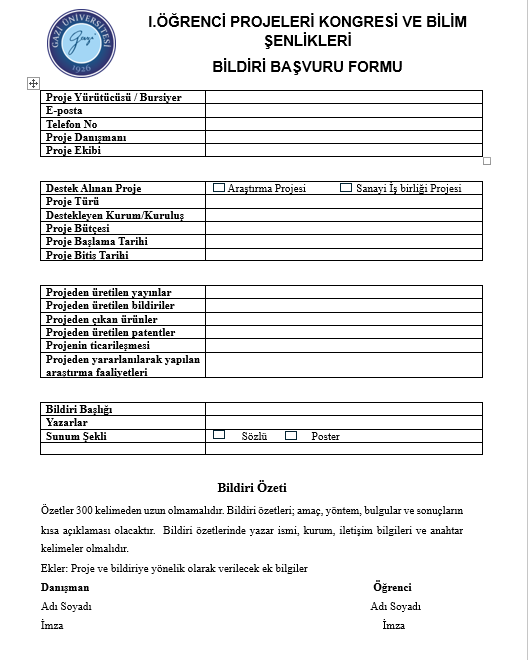 GAZİ ÜNİVERSİTESİ
Gazi
1926
I.ÖĞRENCİ PROJELERİ KONGRESİ VE BİLİM
ŞENLİKLERİ
BİLDİRİ BAŞVURU FORMU
Proje Yürütücüsü / Bursiyer
E-posta
Telefon No
Proje Danışmanı
Proje Ekibi
Destek Alınan Proje Araştırma Projesi Sanayi İş birliği Projesi
Proje Türü
Destekleyen Kurum/Kuruluş
Proje Bütçesi
Proje Başlama Tarihi
Proje Bitiş Tarihi
Projeden üretilen yayınlar
Projeden üretilen bildiriler
Projeden çıkan ürünler
Projeden üretilen patentler
Projenin ticarileşmesi
Projeden yararlanılarak yapılan
araştırma faaliyetleri
Bildiri Başlığı
Yazarlar
Sunum Şekli Sözlü Poster
Bildiri Özeti
Özetler 300 kelimeden uzun olmamalıdır. Bildiri özetleri; amaç, yöntem, bulgular ve sonuçların
kısa açıklaması olacaktır. Bildiri özetlerinde yazar ismi, kurum, iletişim bilgileri ve anahtar
kelimeler olmalıdır.
Ekler: Proje ve bildiriye yönelik olarak verilecek ek bilgiler
Danışman Öğrenci
Adı Soyadı Adı Soyadı
İmza İmza